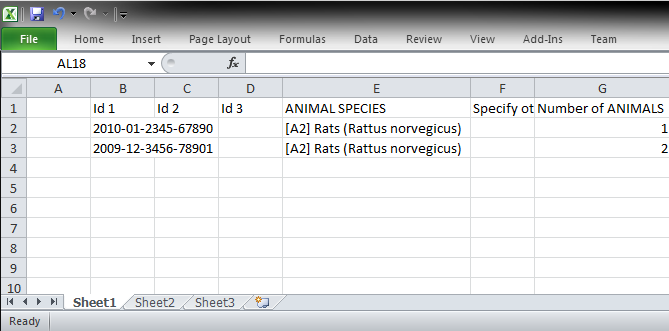 File Home Insert Page Layout Formulas Data Review View Add-Ins Team
AL18 fx
A B C D E F G
1 Id 1 Id 2 Id 3 ANIMAL SPECIES Specify ot Number of ANIMALS
2 2010-01-2345-67890 [A2] Rats (Rattus norvegicus) 1
3 2009-12-3456-78901 [A2] Rats (Rattus norvegicus) 2
4
5
6
7
8
9
10
Sheet1 Sheet2 Sheet3
Ready